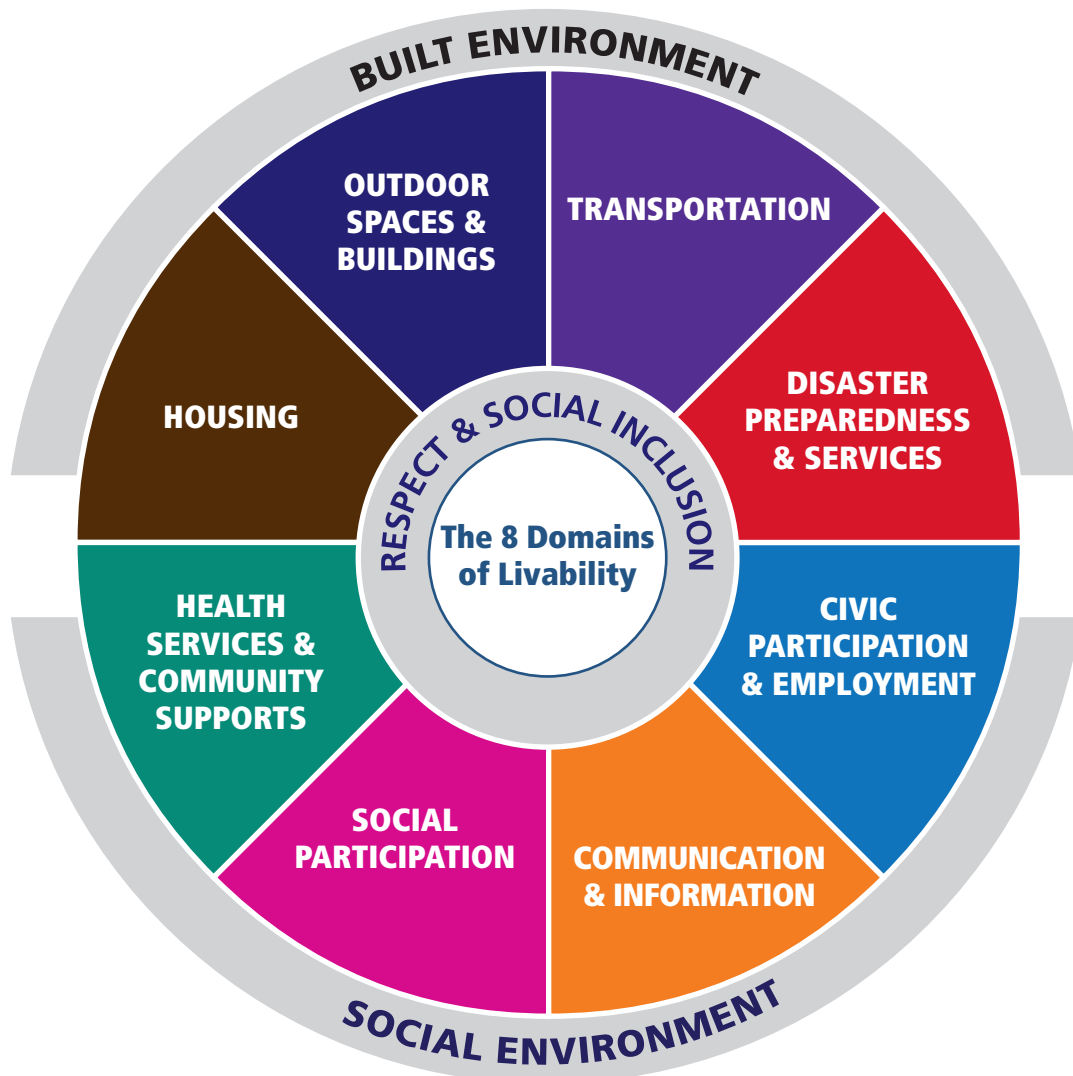 BUILT ENVIRONMENT
OUTDOOR
SPACES &
BUILDINGS
TRANSPORTATION
HOUSING
DISASTER
PREPAREDNESS
& SERVICES
RESPECT & SOCIAL INCLUSION
The 8 Domains
of Livability
HEALTH
SERVICES &
COMMUNITY
SUPPORTS
CIVIC
PARTICIPATION
& EMPLOYMENT
SOCIAL
PARTICIPATION
COMMUNICATION
& INFORMATION
SOCIAL ENVIRONMENT